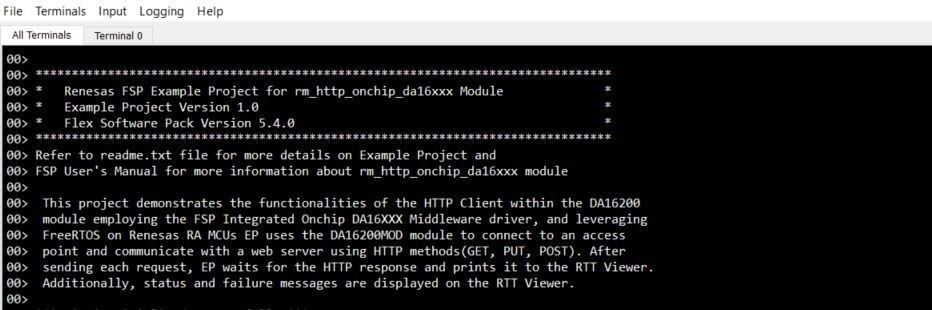 File Terminals Input Logging Help
All Terminals Terminal 0
00>
00> ********************************************************************************
00> * Renesas FSP Example Project for rm_http_onchip_da16xxx Module *
00> * Example Project Version 1.0 *
00> * Flex Software Pack Version 5.4.0 *
00> ********************************************************************************
00> Refer to readme.txt file for more details on Example Project and
00> FSP User's Manual for more information about rm_http_onchip_da16xxx module
00>
00> This project demonstrates the functionalities of the HTTP Client within the DA16200
00> module employing the FSP Integrated Onchip DA16XXX Middleware driver, and leveraging
00> FreeRTOS on Renesas RA MCUs EP uses the DA16200MOD module to connect to an access
00> point and communicate with a web server using HTTP methods(GET, PUT, POST). After
00> sending each request, EP waits for the HTTP response and prints it to the RTT Viewer.
00> Additionally, status and failure messages are displayed on the RTT Viewer.
00>